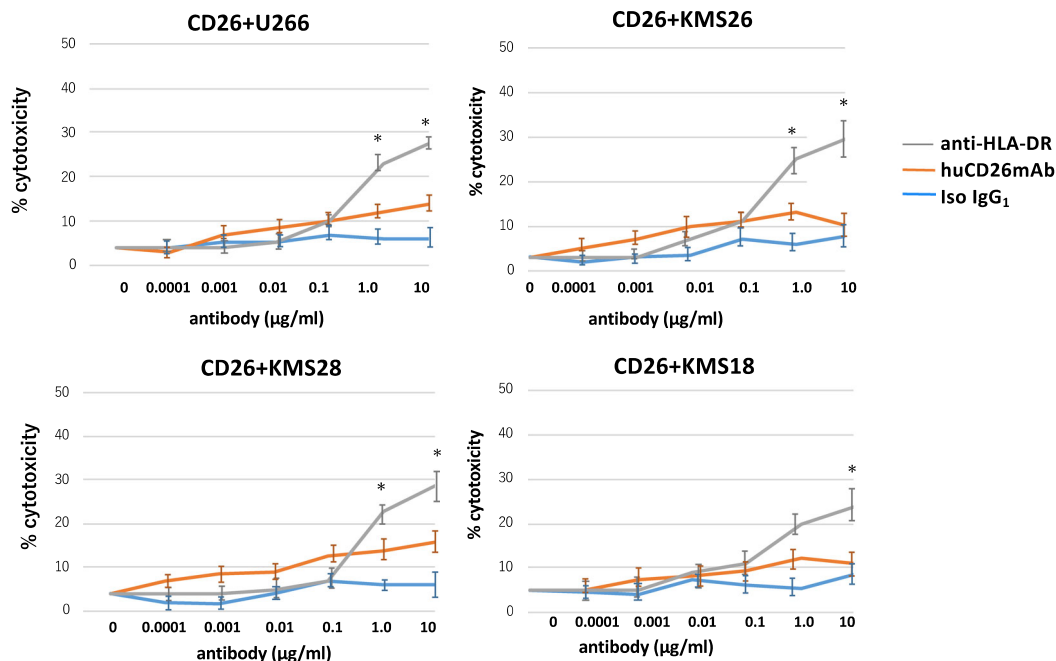 CD26+U266
50
40
30
20
10
0
% cytotoxicity
*
*
0 0.0001 0.001 0.01 0.1 1.0 10
antibody (µg/ml)
CD26+KMS26
50
40
30
20
10
0
% cytotoxicity
*
*
0 0.0001 0.001 0.01 0.1 1.0 10
antibody (µg/ml)
anti-HLA-DR
huCD26mAb
Iso IgG₁
CD26+KMS28
50
40
30
20
10
0
% cytotoxicity
*
*
0 0.0001 0.001 0.01 0.1 1.0 10
antibody (µg/ml)
CD26+KMS18
50
40
30
20
10
0
% cytotoxicity
*
0 0.0001 0.001 0.01 0.1 1.0 10
antibody (µg/ml)